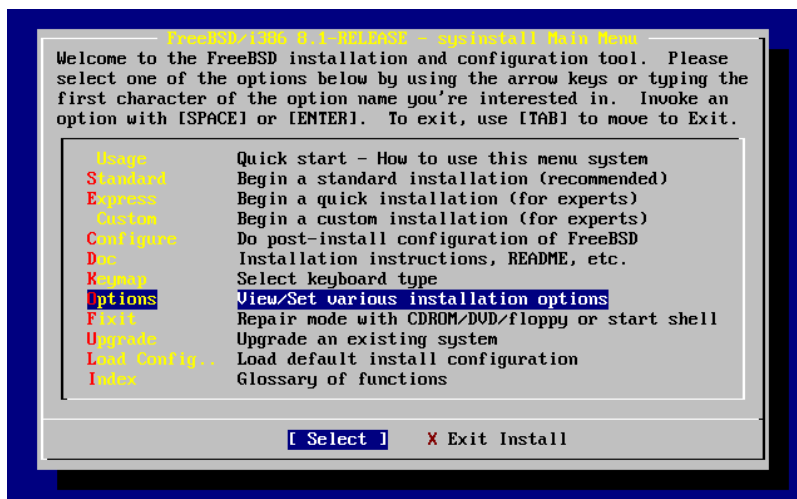 FreeBSD/i386 8.1-RELEASE - sysinstall Main Menu
Welcome to the FreeBSD installation and configuration tool.  Please
select one of the options below by using the arrow keys or typing the
first character of the option name you're interested in.  Invoke an
option with [SPACE] or [ENTER].  To exit, use [TAB] to move to Exit.
Usage Quick start - How to use this menu system
Standard Begin a standard installation (recommended)
Express Begin a quick installation (for experts)
Custom Begin a custom installation (for experts)
Configure Do post-install configuration of FreeBSD
Doc Installation instructions, README, etc.
Keymap Select keyboard type
Options View/Set various installation options
Fixit Repair mode with CDROM/DVD/floppy or start shell
Upgrade Upgrade an existing system
Load Config.. Load default install configuration
Index Glossary of functions
[ Select ] X Exit Install